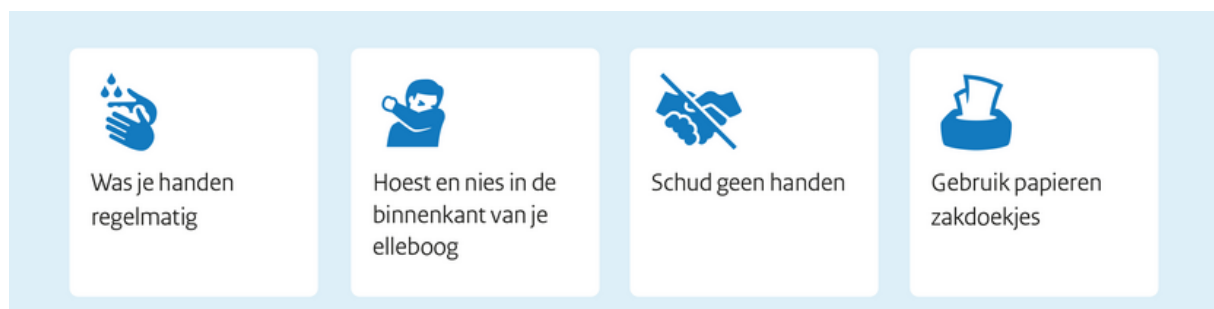 Was je handen
regelmatig
Hoest en nies in de
binnenkant van je
elleboog
Schud geen handen
Gebruik papieren
zakdoekjes